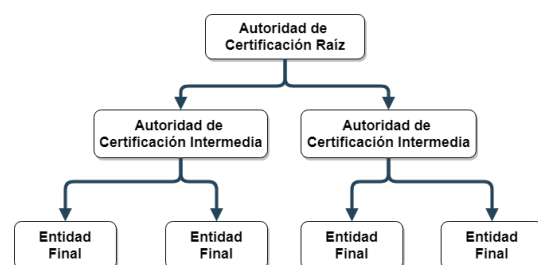 Autoridad de
Certificación Raíz
Autoridad de
Certificación Intermedia
Autoridad de
Certificación Intermedia
Entidad
Final
Entidad
Final
Entidad
Final
Entidad
Final